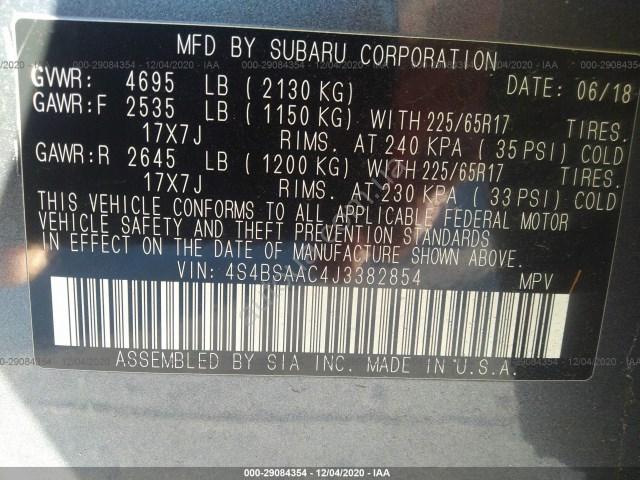 MFD BY SUBARU CORPORATION
GVWR: 4695 LB ( 2130 KG) DATE: 06/18
GAWR:F 2535 LB ( 1150 KG) WITH 225/65R17 TIRES.
17X7J RIMS. AT 240 KPA ( 35 PSI) COLD
GAWR:R 2645 LB ( 1200 KG) WITH 225/65R17 TIRES.
17X7J RIMS. AT 230 KPA ( 33 PSI) COLD
THIS VEHICLE CONFORMS TO ALL APPLICABLE FEDERAL MOTOR
VEHICLE SAFETY AND THEFT PREVENTION STANDARDS
IN EFFECT ON THE DATE OF MANUFACTURE SHOWN ABOVE.
VIN: 4S4BSAAC4J3382854 MPV
ASSEMBLED BY SIA INC. MADE IN U.S.A.
000-29084354 - 12/04/2020 - IAA